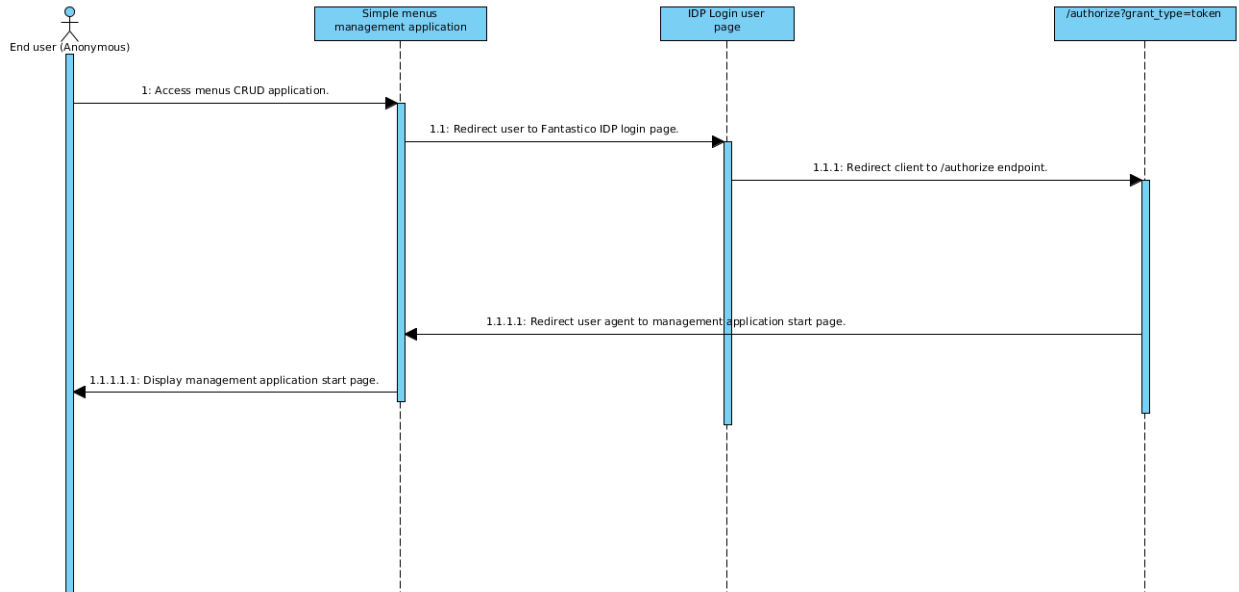 Simple menus
management application
IDP Login user
page
/authorize?grant_type=token
End user (Anonymous)
1: Access menus CRUD application.
1.1: Redirect user to Fantastico IDP login page.
1.1.1: Redirect client to /authorize endpoint.
1.1.1.1: Redirect user agent to management application start page.
1.1.1.1.1: Display management application start page.